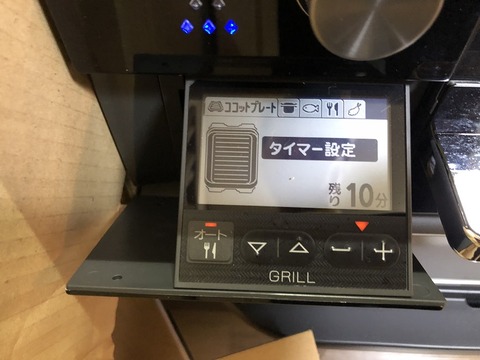 ココットプレート
タイマー設定
残り10分
オート
GRILL